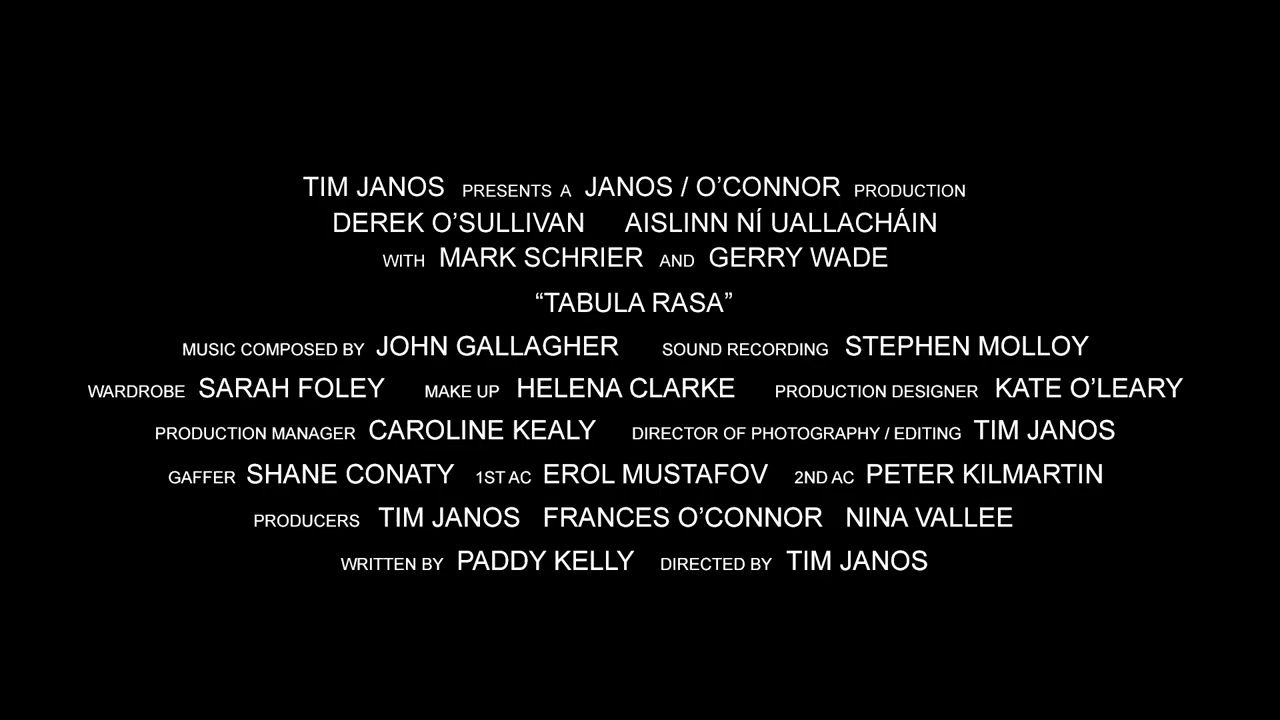 TIM JANOS PRESENTS A JANOS / O’CONNOR PRODUCTION
DEREK O’SULLIVAN AISLINN NÍ UALLACHÁIN
WITH MARK SCHRIER AND GERRY WADE
“TABULA RASA”
MUSIC COMPOSED BY JOHN GALLAGHER SOUND RECORDING STEPHEN MOLLOY
WARDROBE SARAH FOLEY MAKE UP HELENA CLARKE PRODUCTION DESIGNER KATE O’LEARY
PRODUCTION MANAGER CAROLINE KEALY DIRECTOR OF PHOTOGRAPHY / EDITING TIM JANOS
GAFFER SHANE CONATY 1ST AC EROL MUSTAFOV 2ND AC PETER KILMARTIN
PRODUCERS TIM JANOS FRANCES O’CONNOR NINA VALLEE
WRITTEN BY PADDY KELLY DIRECTED BY TIM JANOS